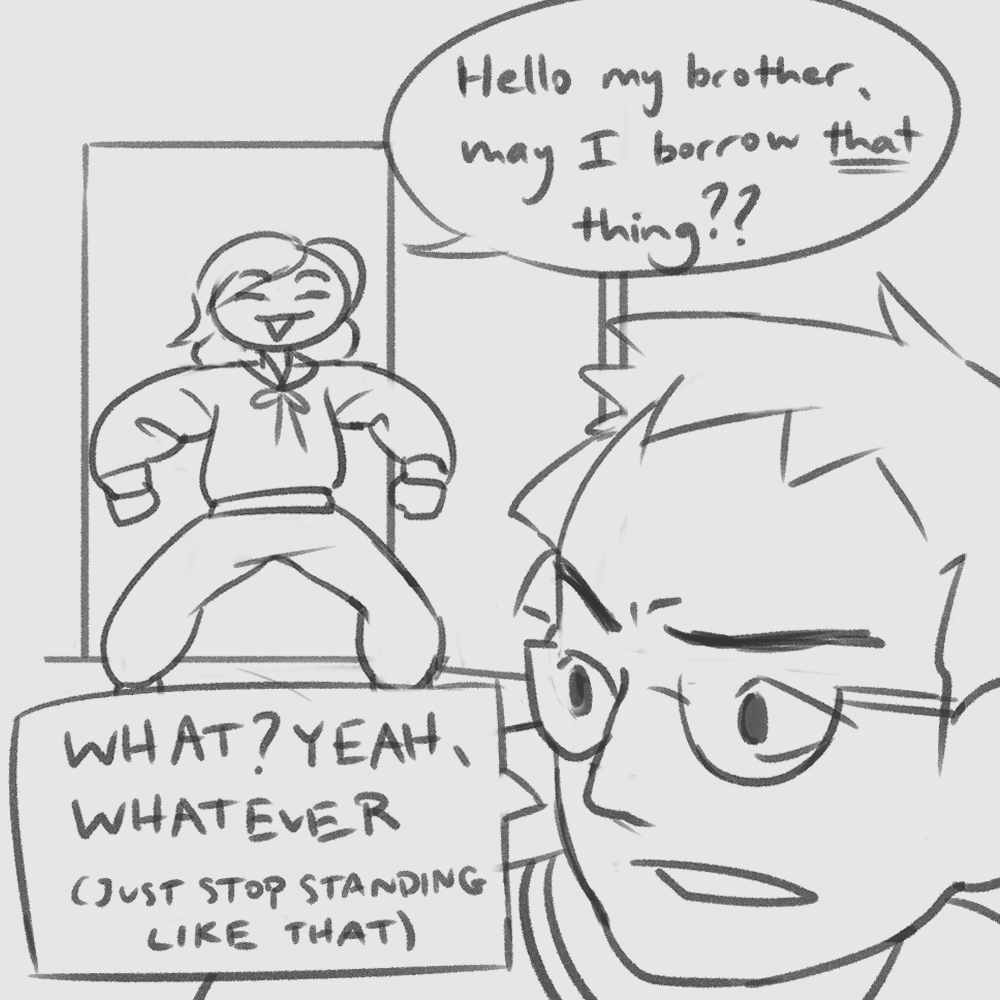 Hello my brother,
may I borrow that
thing??
WHAT? YEAH,
WHATEVER
(JUST STOP STANDING
LIKE THAT)